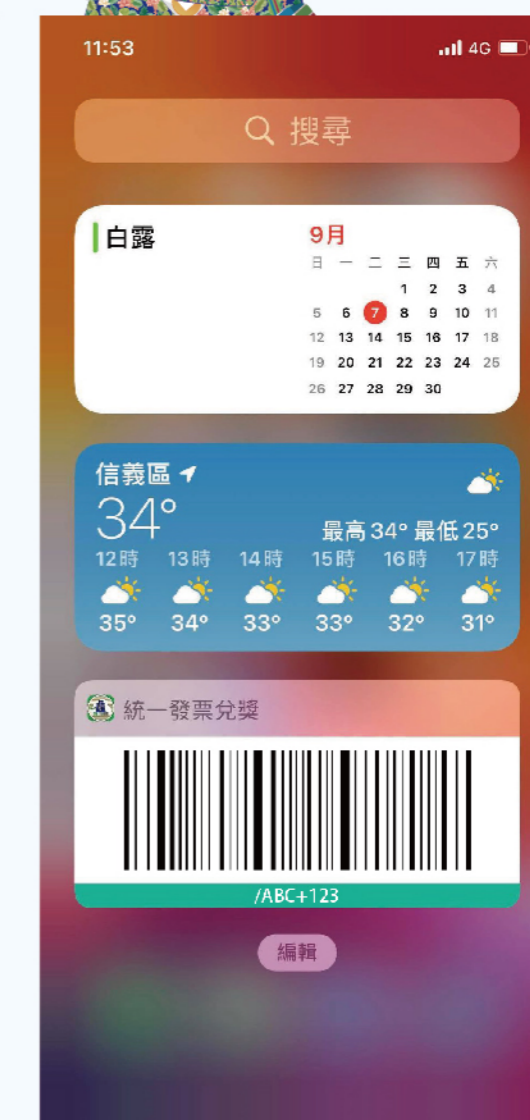 11:53 4G
搜尋
白露
9月
日 一 二 三 四 五 六
1 2 3 4
5 6 7 8 9 10 11
12 13 14 15 16 17 18
19 20 21 22 23 24 25
26 27 28 29 30
信義區
34°
最高 34° 最低 25°
12時 13時 14時 15時 16時 17時
35° 34° 33° 33° 32° 31°
統一發票兌獎
/ABC+123
編輯